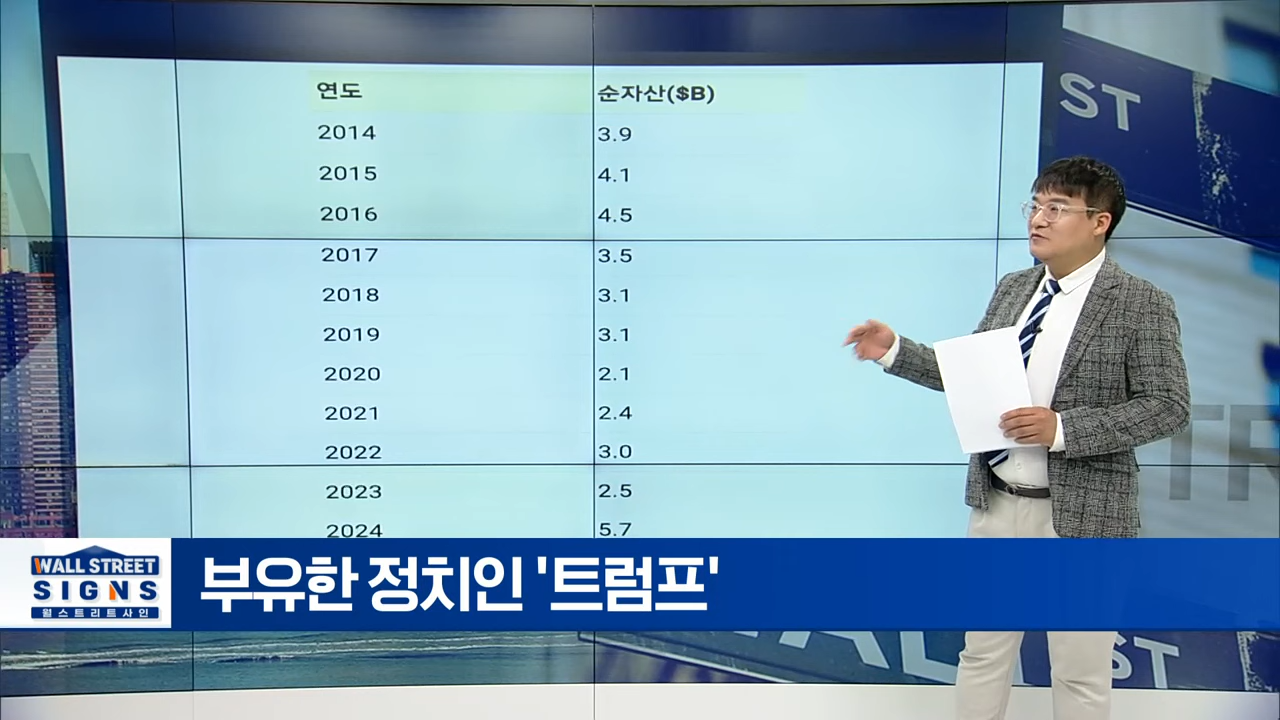 연도 순자산($B)
2014 3.9
2015 4.1
2016 4.5
2017 3.5
2018 3.1
2019 3.1
2020 2.1
2021 2.4
2022 3.0
2023 2.5
2024 5.7
ST
WALL STREET
SIGNS
월스트리트사인
부유한 정치인 '트럼프'
ST